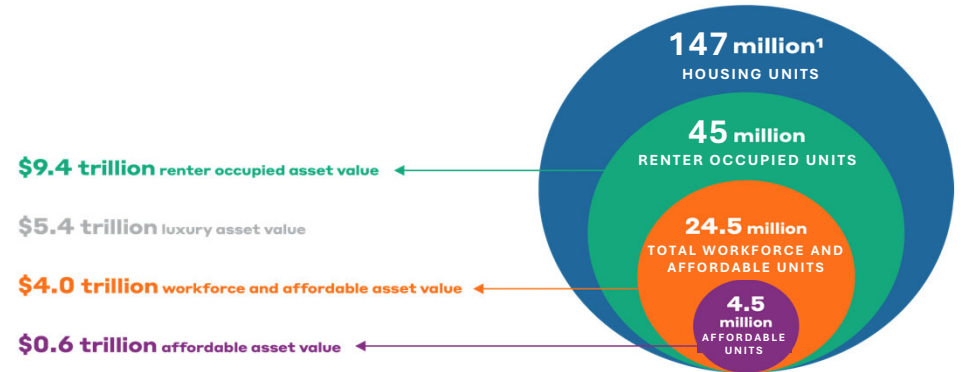 147 million¹
HOUSING UNITS
45 million
RENTER OCCUPIED UNITS
$9.4 trillion renter occupied asset value
$5.4 trillion luxury asset value
24.5 million
TOTAL WORKFORCE AND
AFFORDABLE UNITS
$4.0 trillion workforce and affordable asset value
4.5
million
AFFORDABLE
UNITS
$0.6 trillion affordable asset value